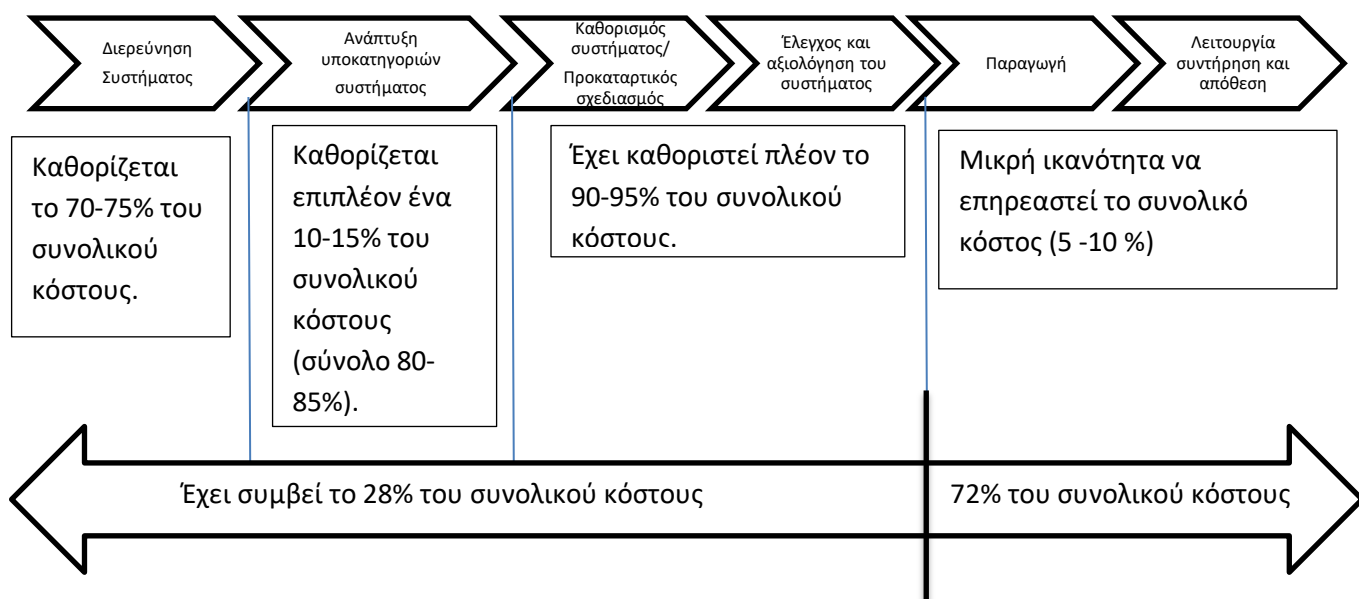 Διερεύνηση
Συστήματος
Ανάπτυξη
υποκατηγοριών
συστήματος
Καθορισμός
συστήματος/
Προκαταρτικός
σχεδιασμός
Έλεγχος και
αξιολόγηση του
συστήματος
Παραγωγή
Λειτουργία
συντήρηση και
απόθεση
Καθορίζεται
το 70-75% του
συνολικού
κόστους.
Καθορίζεται
επιπλέον ένα
10-15% του
συνολικού
κόστους
(σύνολο 80-
85%).
Έχει καθοριστεί πλέον το
90-95% του συνολικού
κόστους.
Μικρή ικανότητα να
επηρεαστεί το συνολικό
κόστος (5 -10 %)
Έχει συμβεί το 28% του συνολικού κόστους
72% του συνολικού κόστους